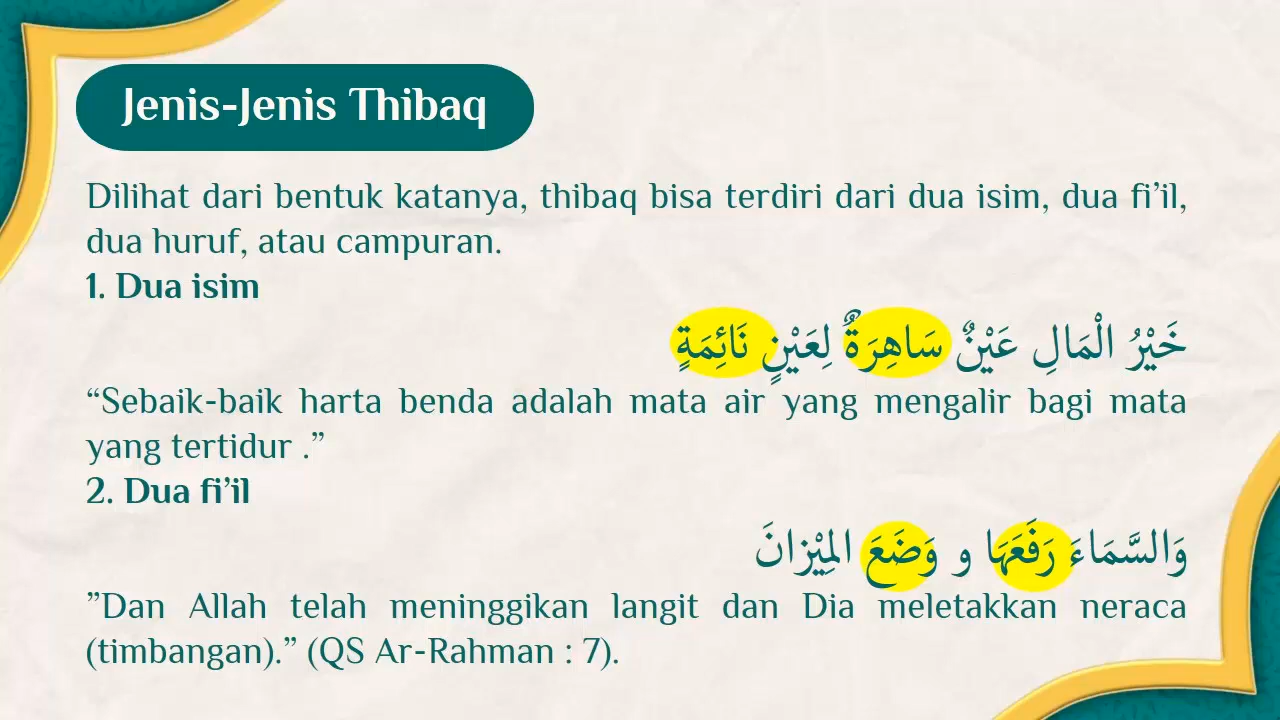 Jenis-Jenis Thibaq
Dilihat dari bentuk katanya, thibaq bisa terdiri dari dua isim, dua fi’il,
dua huruf, atau campuran.
1. Dua isim
خَيْرُ الْمَالِ عَيْنٌ سَاهِرَةٌ لِعَيْنٍ نَائِمَةٍ
“Sebaik-baik harta benda adalah mata air yang mengalir bagi mata
yang tertidur .”
2. Dua fi’il
وَالسَّمَاءَ رَفَعَهَا و وَضَعَ المِيْزانَ
”Dan Allah telah meninggikan langit dan Dia meletakkan neraca
(timbangan).” (QS Ar-Rahman : 7).